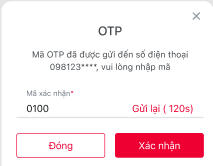 OTP
Mã OTP đã được gửi đến số điện thoại
098123****, vui lòng nhập mã
Mã xác nhận*
0100 Gửi lại ( 120s)
Đóng Xác nhận